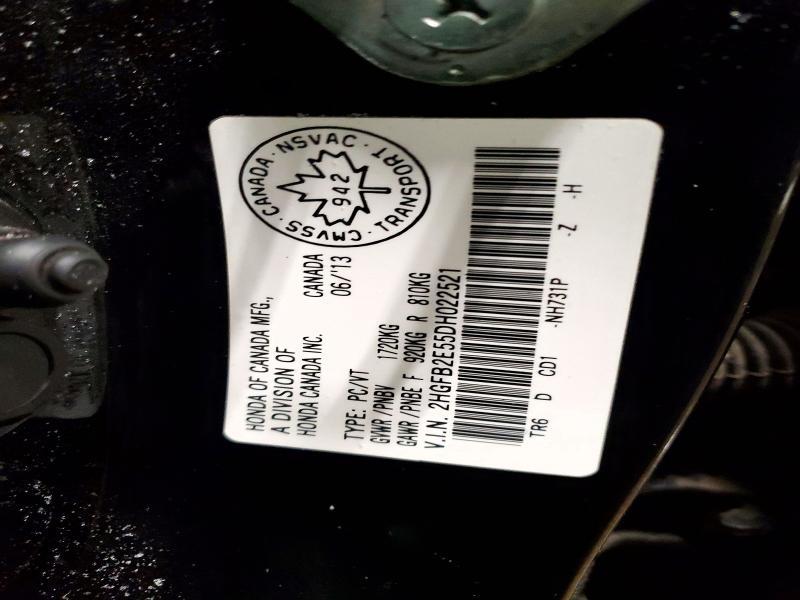 HONDA OF CANADA MFG.,
A DIVISION OF
HONDA CANADA INC.
CANADA
06/'13
CMVSS · CANADA · NSVAC · TRANSPORT ·
942
TYPE: PC/VT
GVWR/PNBV 1720KG
GAWR/PNBE F 920KG R 810KG
V.I.N. 2HGFB2E55DH022521
TR6 D CD1 -NH731P -Z -H